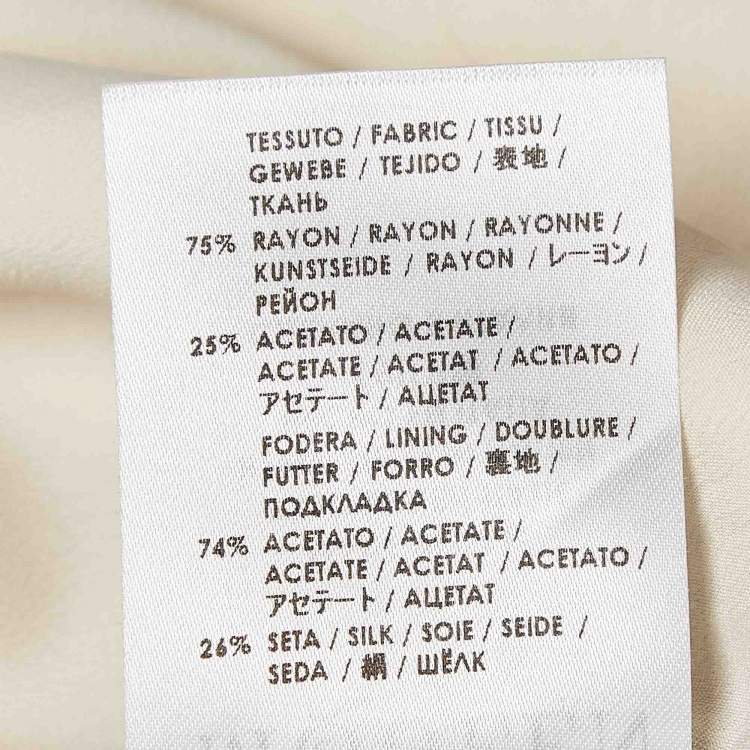 TESSUTO / FABRIC / TISSU /
GEWEBE / TEJIDO / 表地 /
ТКАНЬ
75% RAYON / RAYON / RAYONNE /
KUNSTSEIDE / RAYON / レーヨン /
РЕЙОН
25% ACETATO / ACETATE /
ACETATE / ACETAT / ACETATO /
アセテート / АЦЕТАТ
FODERA / LINING / DOUBLURE /
FUTTER / FORRO / 裏地 /
ПОДКЛАДКА
74% ACETATO / ACETATE /
ACETATE / ACETAT / ACETATO /
アセテート / АЦЕТАТ
26% SETA / SILK / SOIE / SEIDE /
SEDA / 絹 / ШЁЛК